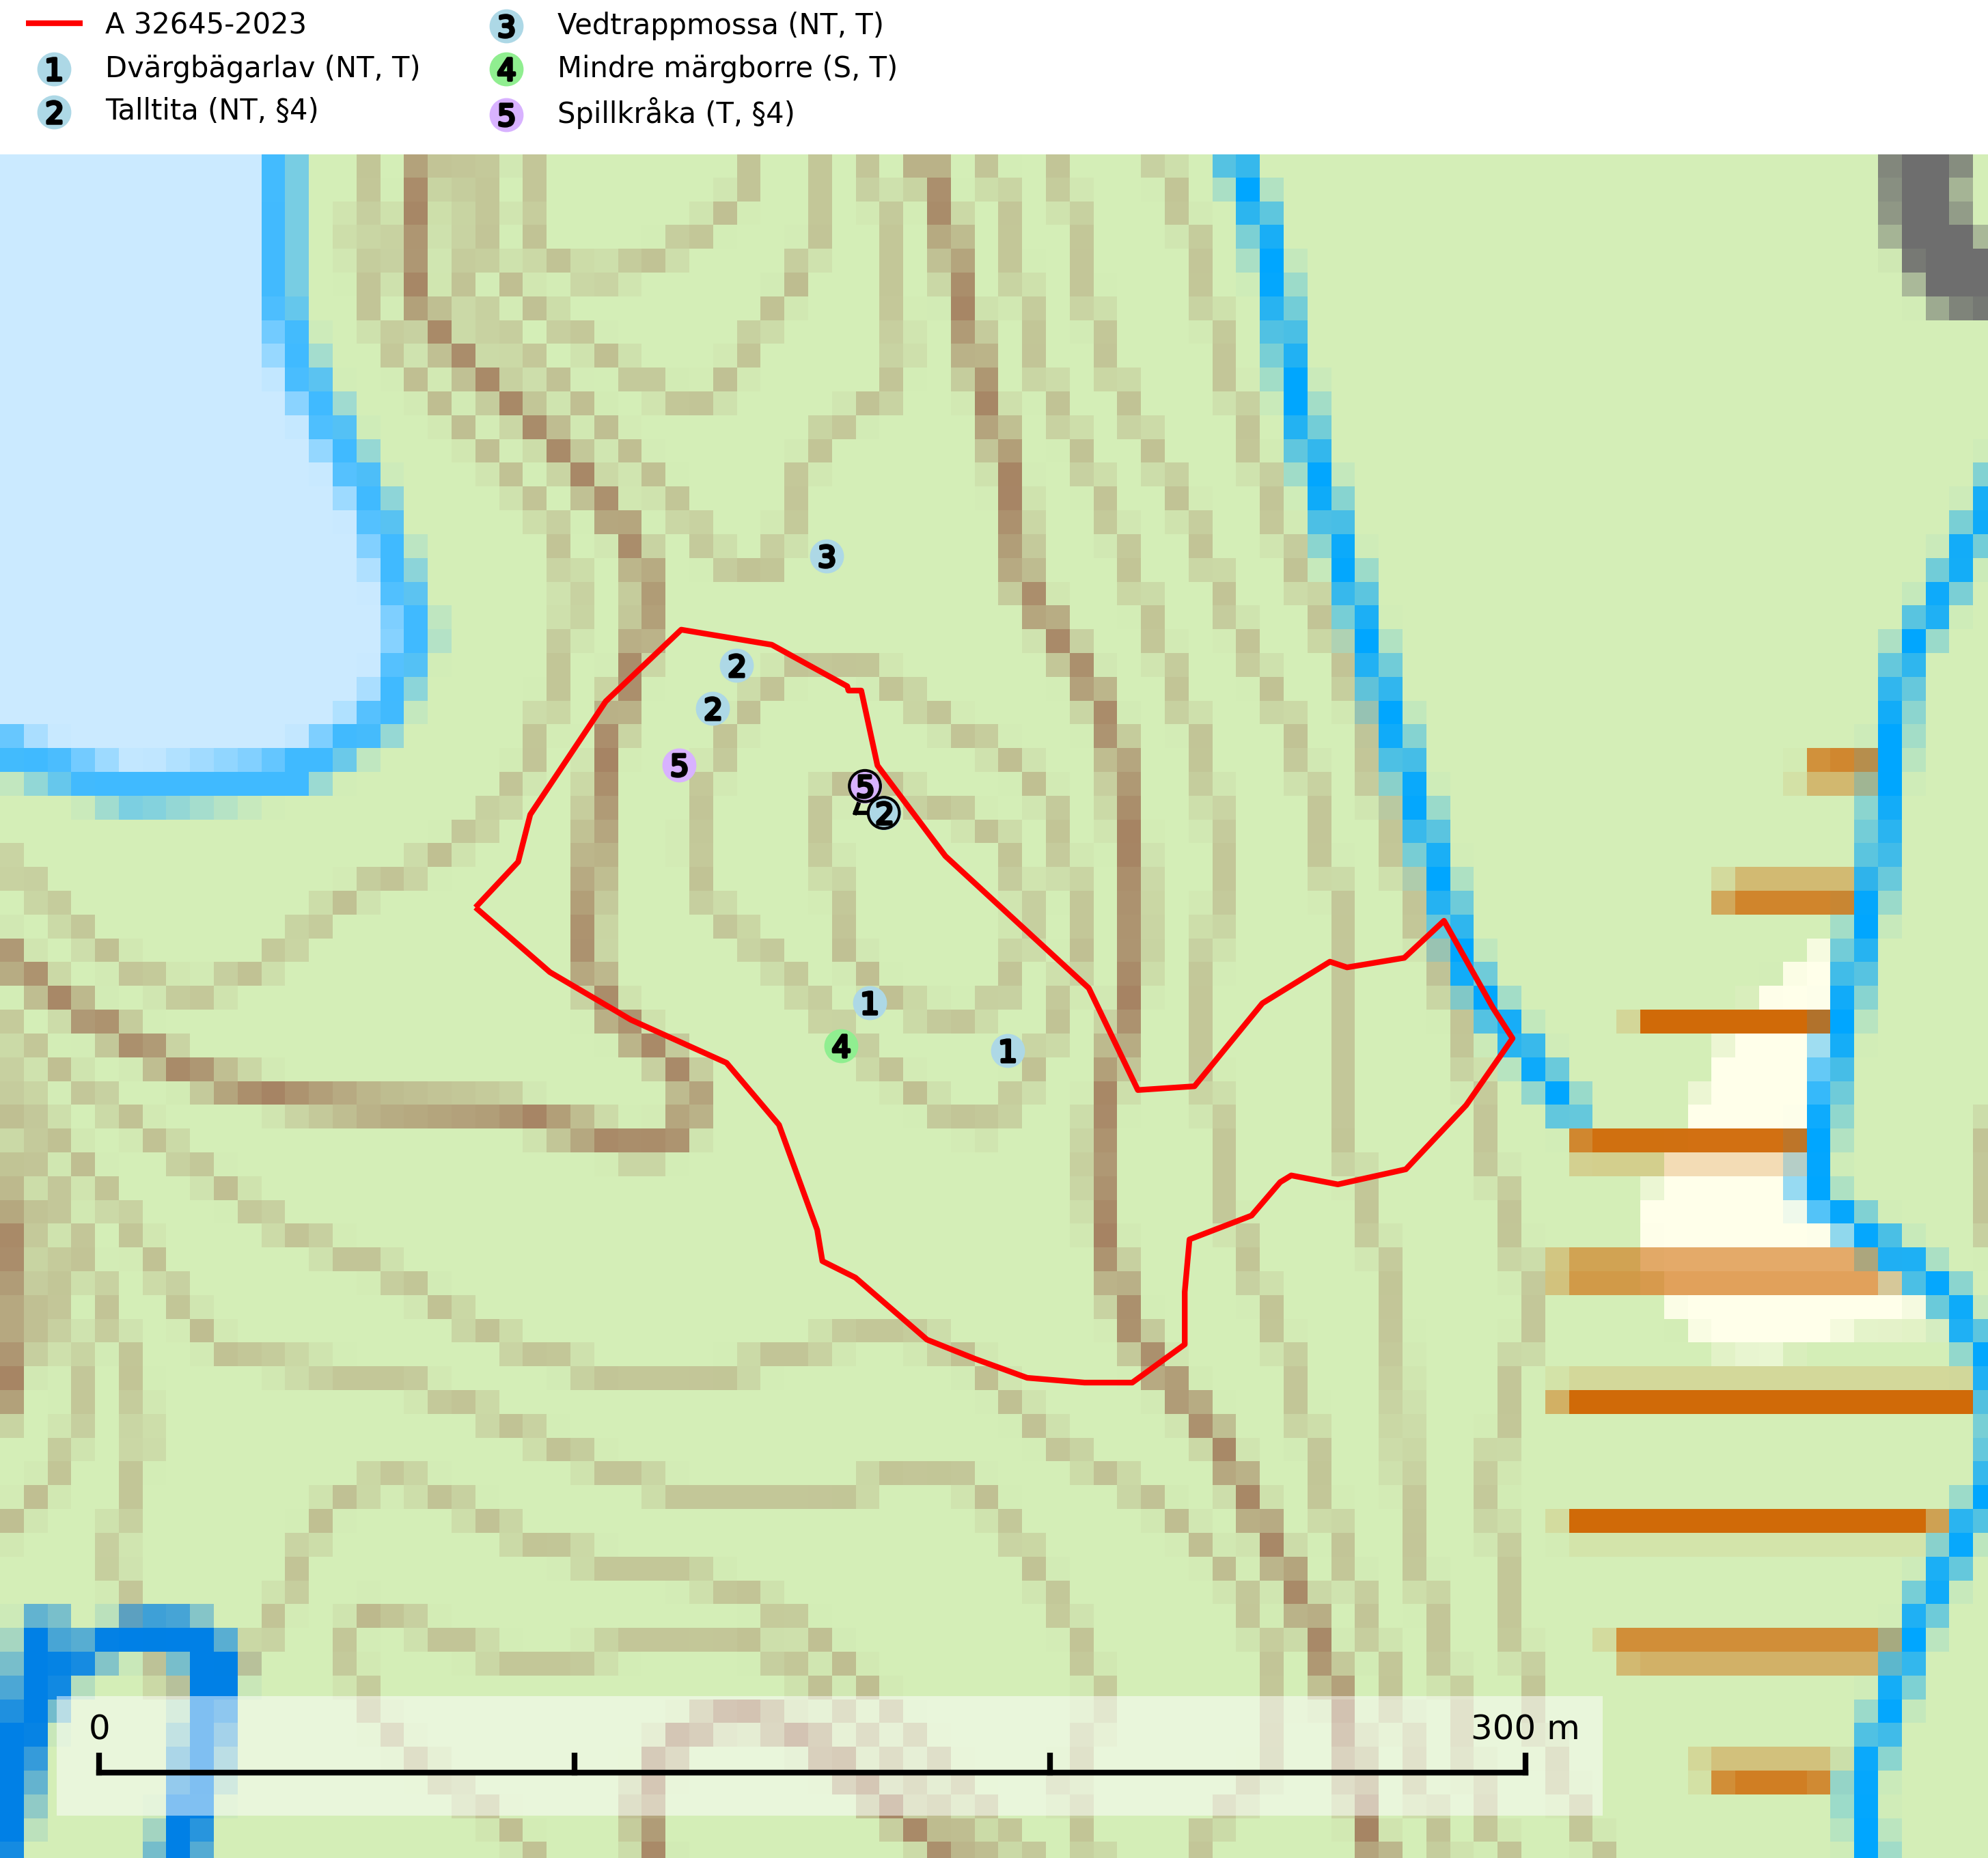 A 32645-2023
1 Dvärgbägarlav (NT, T)
2 Talltita (NT, §4)
3 Vedtrappmossa (NT, T)
4 Mindre märgborre (S, T)
5 Spillkråka (T, §4)
3
2
2
5
5
2
1
4
1
0 300 m